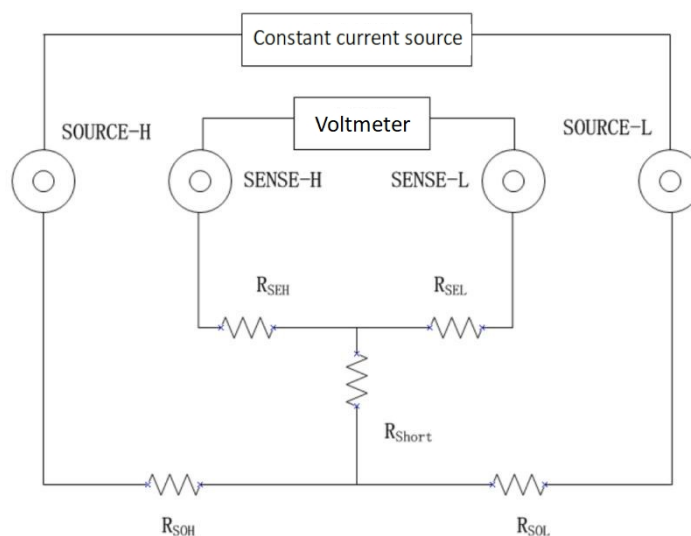 Constant current source
Voltmeter
SOURCE-H
SOURCE-L
SENSE-H
SENSE-L
RSEH
RSEL
RShort
RSOH
RSOL